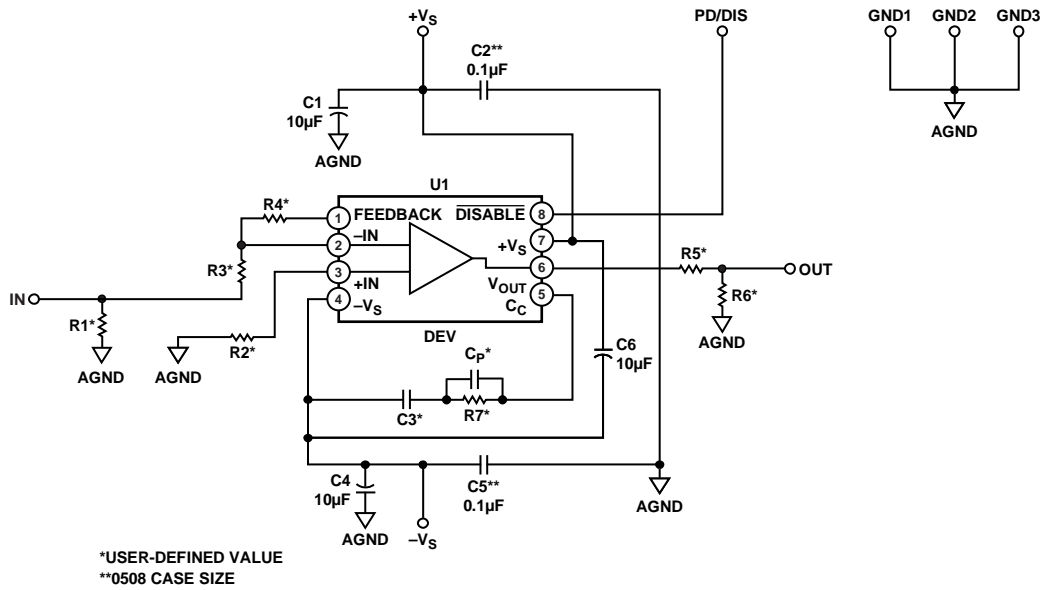 +VS
PD/DIS
GND1
GND2
GND3
C2**
0.1µF
C1
10µF
AGND
AGND
U1
R4*
1
FEEDBACK
DISABLE
8
2
–IN
+VS
7
R3*
3
+IN
VOUT
6
R5*
OUT
IN
4
–VS
CC
5
R6*
R1*
R2*
DEV
AGND
AGND
AGND
CP*
C6
10µF
C3*
R7*
C4
10µF
C5**
0.1µF
AGND
AGND
–VS
*USER-DEFINED VALUE
**0508 CASE SIZE